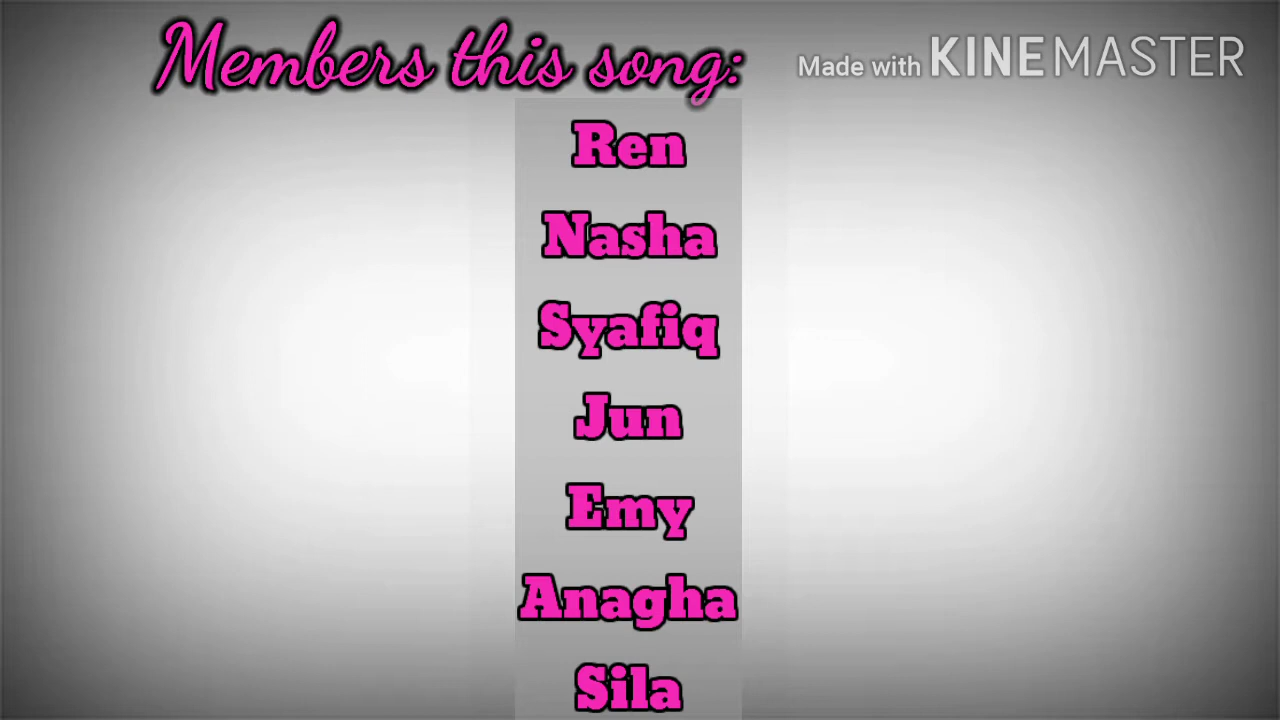 Members this song:
Made with KINEMASTER
Ren
Nasha
Syafiq
Jun
Emy
Anagha
Sila